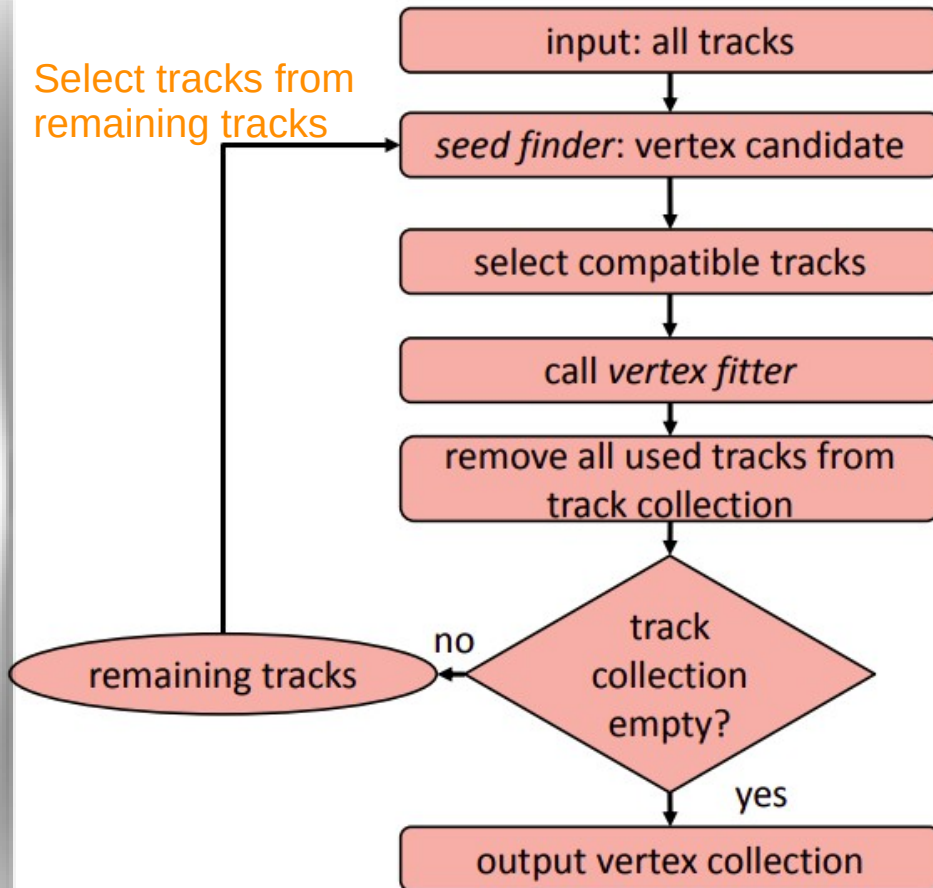 Select tracks from
remaining tracks
input: all tracks
seed finder: vertex candidate
select compatible tracks
call vertex fitter
remove all used tracks from
track collection
track
collection
empty?
no
remaining tracks
yes
output vertex collection